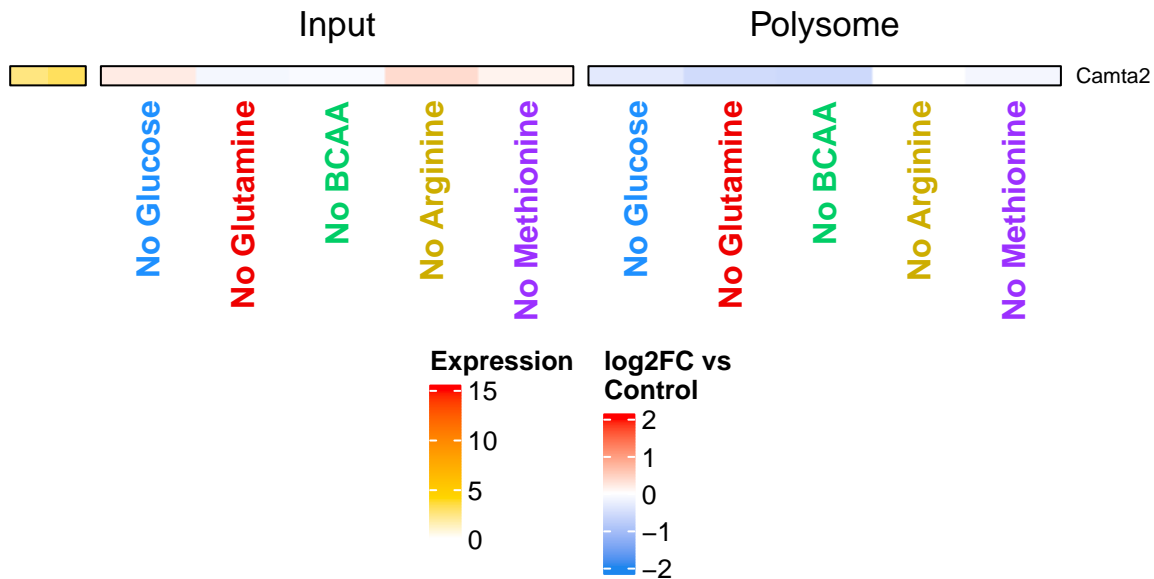 Input
Polysome
Camta2
No Glucose
No Glutamine
No BCAA
No Arginine
No Methionine
No Glucose
No Glutamine
No BCAA
No Arginine
No Methionine
Expression
15
10
5
0
log2FC vs
Control
2
1
0
−1
−2